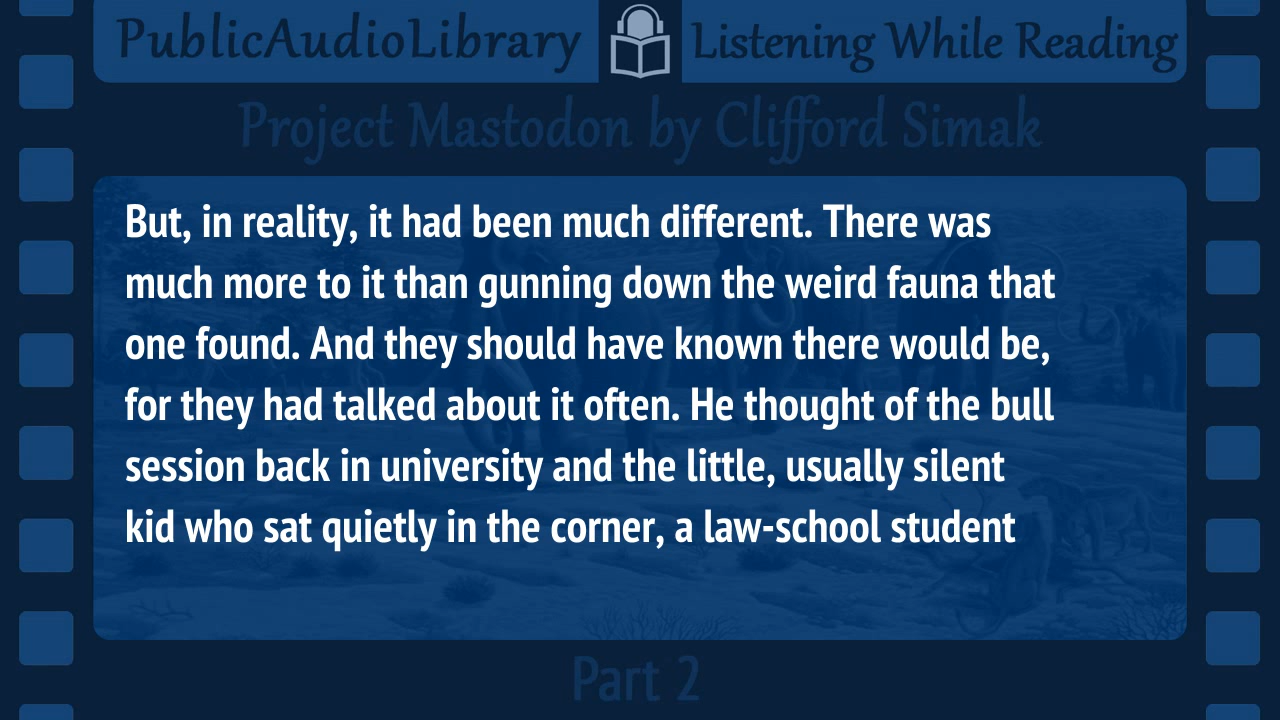 PublicAudioLibrary Listening While Reading
Project Mastodon by Clifford Simak
But, in reality, it had been much different. There was
much more to it than gunning down the weird fauna that
one found. And they should have known there would be,
for they had talked about it often. He thought of the bull
session back in university and the little, usually silent
kid who sat quietly in the corner, a law-school student
Part 2